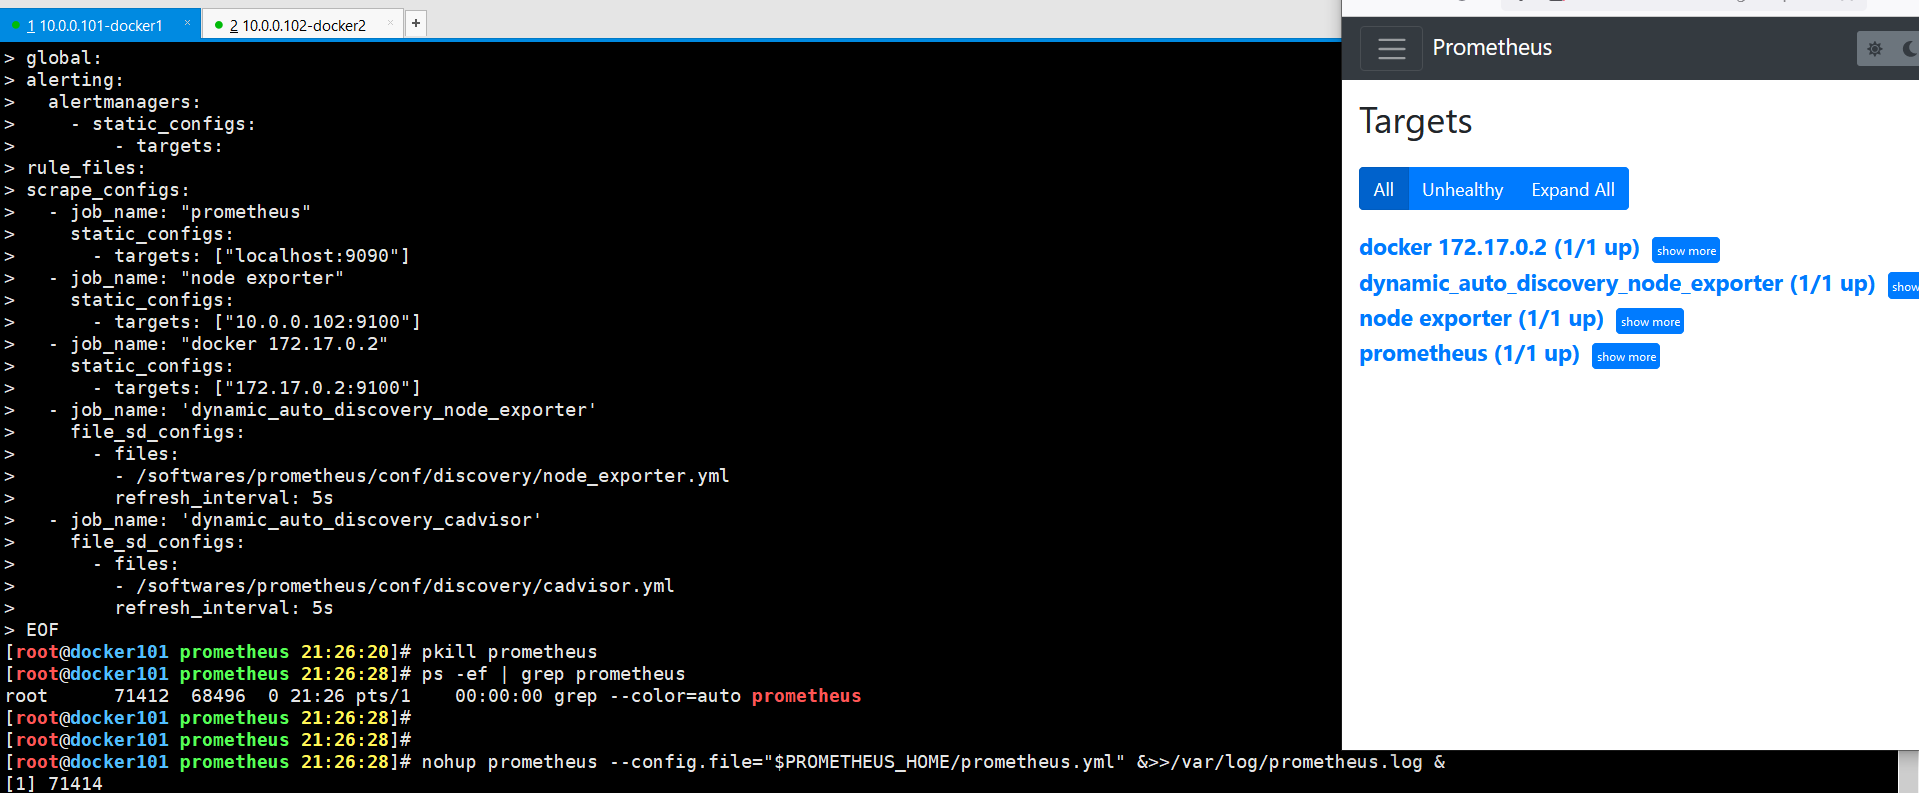 1 10.0.0.101-docker1 × 2 10.0.0.102-docker2 × +
> global:
> alerting:
>   alertmanagers:
>     - static_configs:
>         - targets:
> rule_files:
> scrape_configs:
>   - job_name: "prometheus"
>     static_configs:
>       - targets: ["localhost:9090"]
>   - job_name: "node exporter"
>     static_configs:
>       - targets: ["10.0.0.102:9100"]
>   - job_name: "docker 172.17.0.2"
>     static_configs:
>       - targets: ["172.17.0.2:9100"]
>   - job_name: 'dynamic_auto_discovery_node_exporter'
>     file_sd_configs:
>       - files:
>         - /softwares/prometheus/conf/discovery/node_exporter.yml
>         refresh_interval: 5s
>   - job_name: 'dynamic_auto_discovery_cadvisor'
>     file_sd_configs:
>       - files:
>         - /softwares/prometheus/conf/discovery/cadvisor.yml
>         refresh_interval: 5s
> EOF
[root@docker101 prometheus 21:26:20]# pkill prometheus
[root@docker101 prometheus 21:26:28]# ps -ef | grep prometheus
root      71412  68496  0 21:26 pts/1    00:00:00 grep --color=auto prometheus
[root@docker101 prometheus 21:26:28]#
[root@docker101 prometheus 21:26:28]#
[root@docker101 prometheus 21:26:28]# nohup prometheus --config.file="$PROMETHEUS_HOME/prometheus.yml" &>>/var/log/prometheus.log &
[1] 71414
Prometheus
Targets
All Unhealthy Expand All
docker 172.17.0.2 (1/1 up) show more
dynamic_auto_discovery_node_exporter (1/1 up) show
node exporter (1/1 up) show more
prometheus (1/1 up) show more